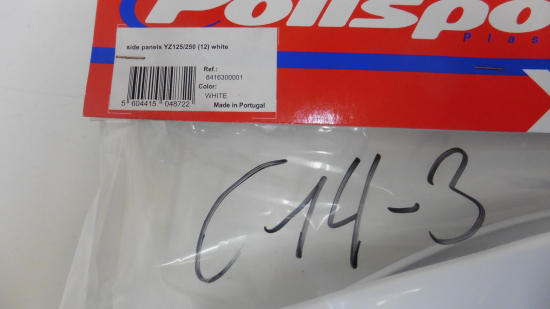 Polispo
Plas
side panels YZ125/250 (12) white
Ref.:
8416300001
Color:
WHITE
5 604415 048722
Made in Portugal
C14-3